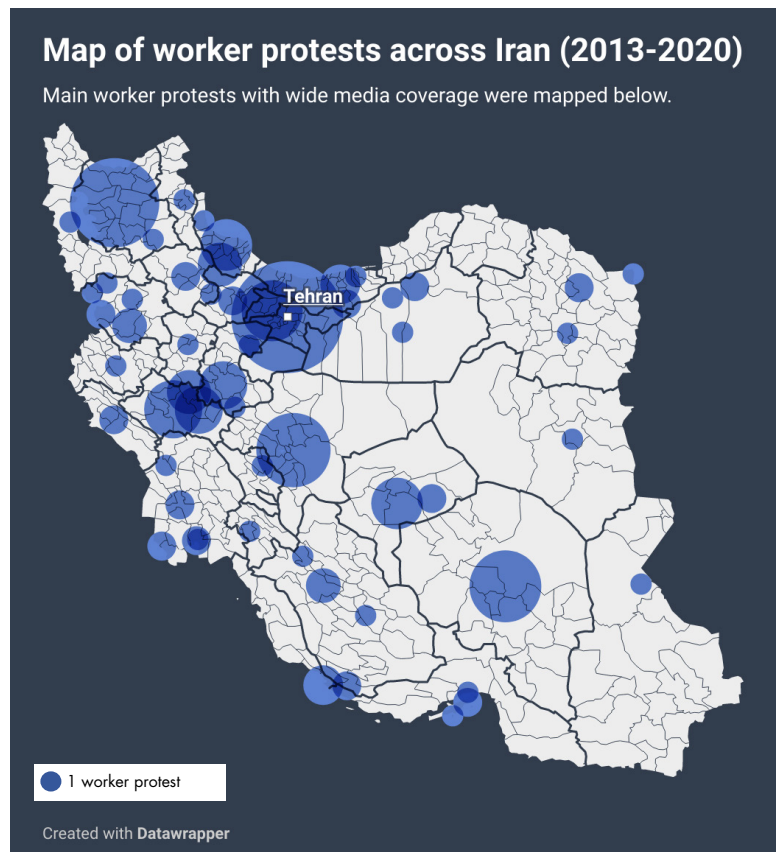 Map of worker protests across Iran (2013-2020)
Main worker protests with wide media coverage were mapped below.
Tehran
1 worker protest
Created with Datawrapper